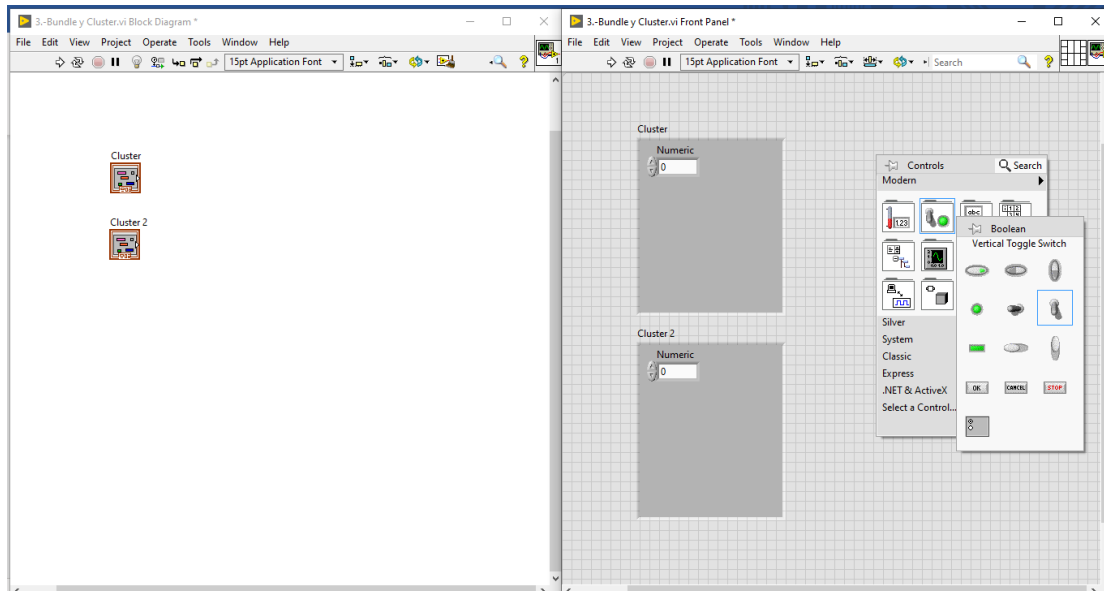 3.-Bundle y Cluster.vi Block Diagram *
File Edit View Project Operate Tools Window Help
15pt Application Font
1
Cluster
Cluster 2
3.-Bundle y Cluster.vi Front Panel *
File Edit View Project Operate Tools Window Help
15pt Application Font
Search
Cluster
Numeric
0
Cluster 2
Numeric
0
Controls
Search
Modern
123
abc
Silver
System
Classic
Express
.NET & ActiveX
Select a Control...
Boolean
Vertical Toggle Switch
OK
CANCEL
STOP